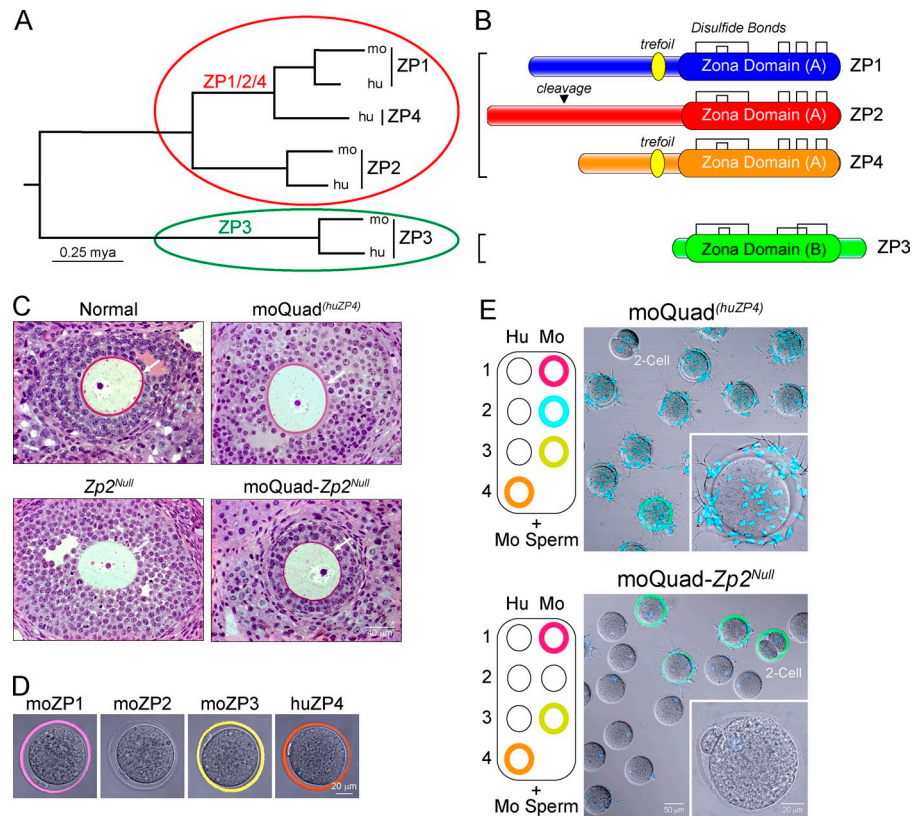 A
mo
ZP1
hu
ZP1/2/4
hu
ZP4
mo
ZP2
hu
ZP3
mo
ZP3
hu
0.25 mya
B
Disulfide Bonds
trefoil
Zona Domain (A)
ZP1
cleavage
Zona Domain (A)
ZP2
trefoil
Zona Domain (A)
ZP4
Zona Domain (B)
ZP3
C
Normal
moQuad(huZP4)
Zp2Null
moQuad-Zp2Null
D
moZP1
moZP2
moZP3
huZP4
20 µm
E
moQuad(huZP4)
Hu Mo
1
2
3
4
+
Mo Sperm
2-Cell
moQuad-Zp2Null
Hu Mo
1
2
3
4
+
Mo Sperm
2-Cell
50 µm
20 µm